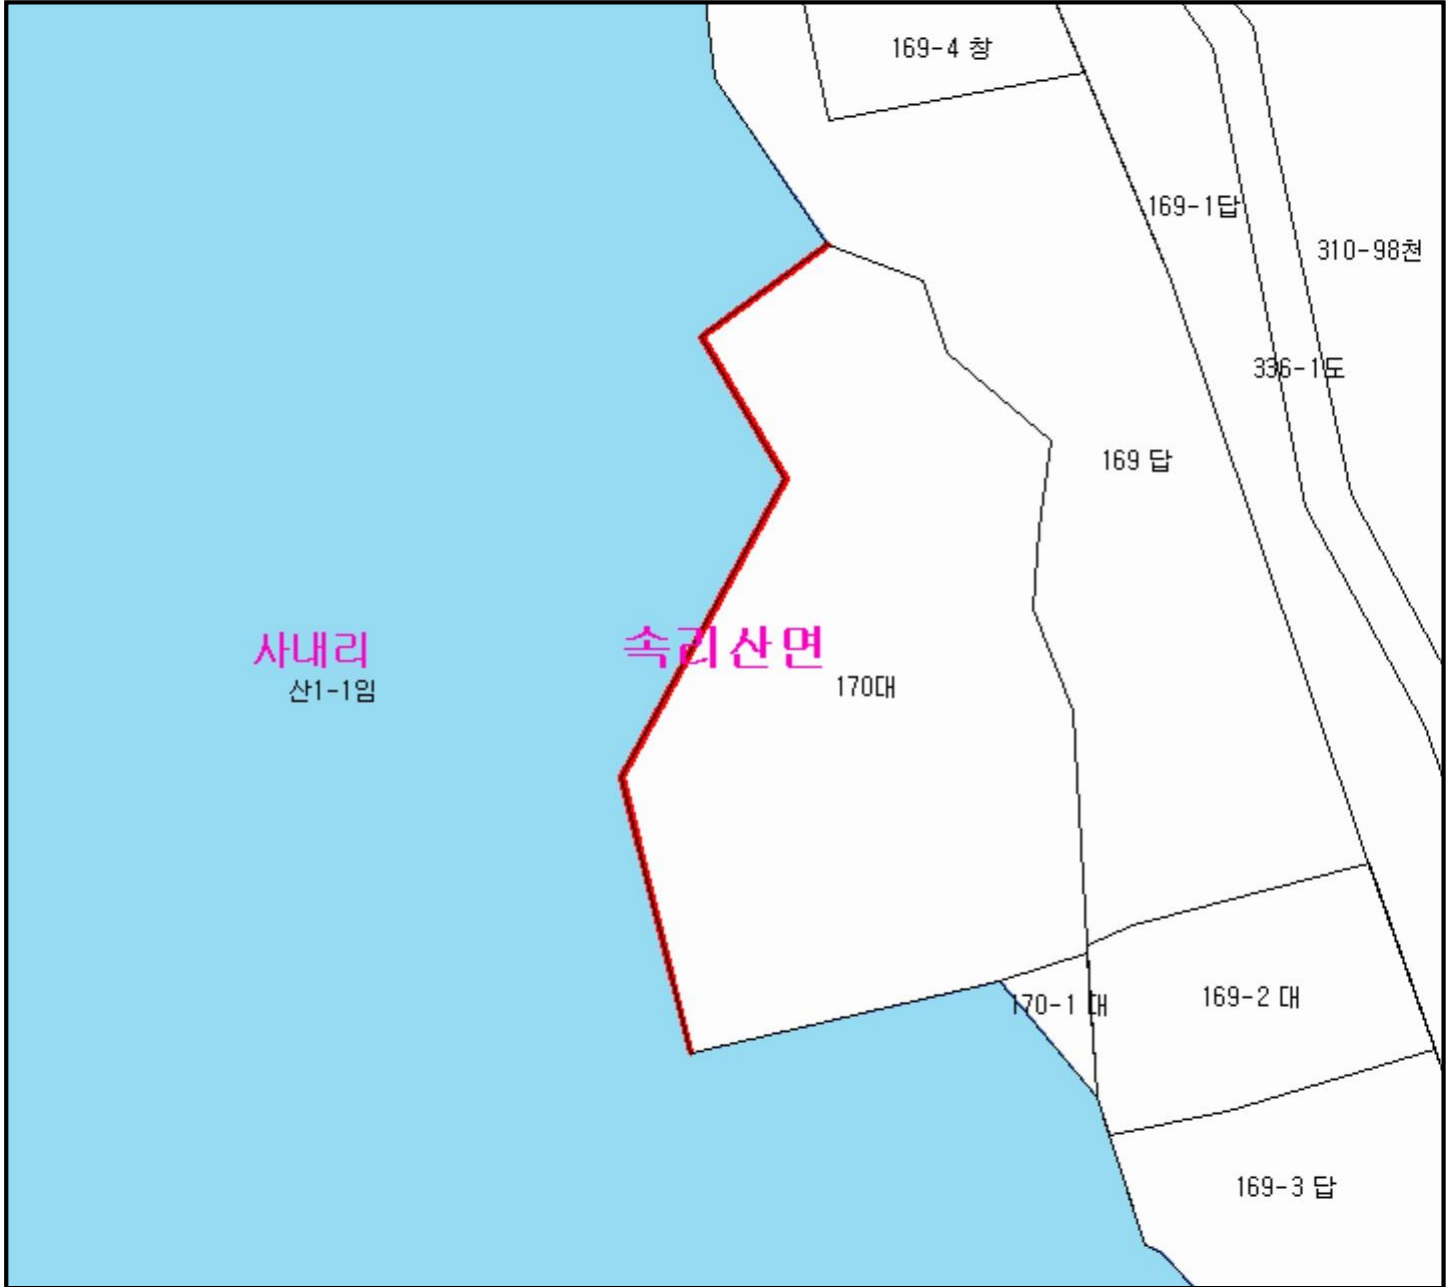 169-4 창
169-1답
310-98천
336-1도
169 답
사내리
속리산면
산1-1임
170대
170-1 대
169-2 대
169-3 답